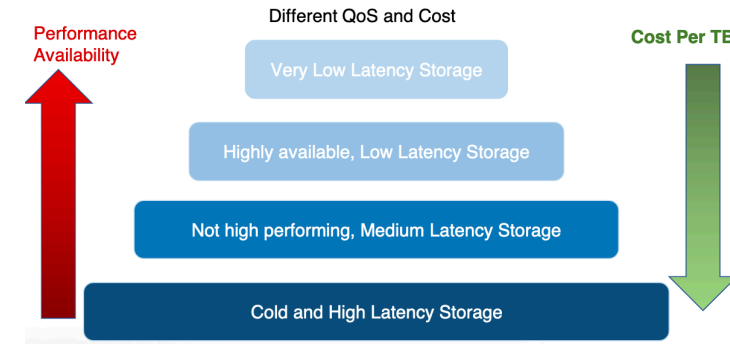 Different QoS and Cost
Performance
Availability
Cost Per TB
Very Low Latency Storage
Highly available, Low Latency Storage
Not high performing, Medium Latency Storage
Cold and High Latency Storage